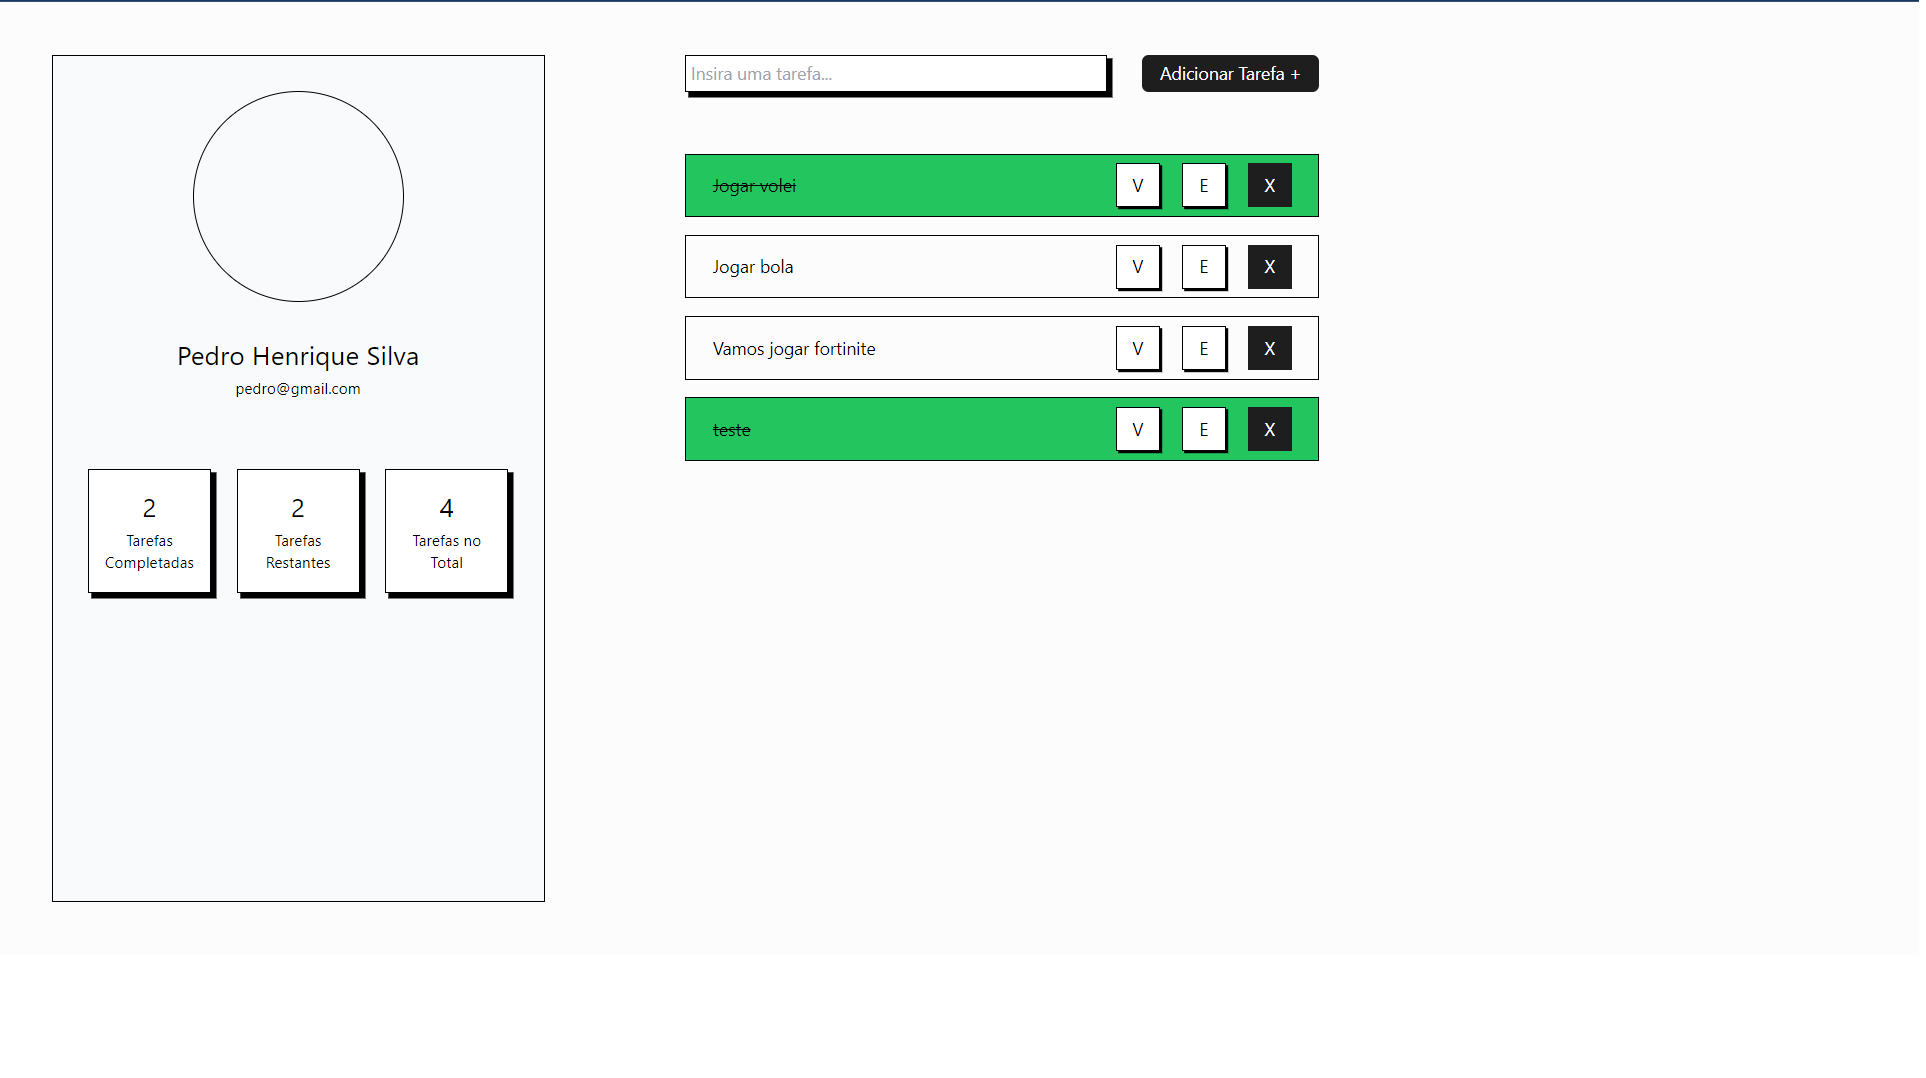 Pedro Henrique Silva
pedro@gmail.com
2
Tarefas
Completadas
2
Tarefas
Restantes
4
Tarefas no
Total
Insira uma tarefa...
Adicionar Tarefa +
Jogar volei
V E X
Jogar bola
V E X
Vamos jogar fortinite
V E X
teste
V E X